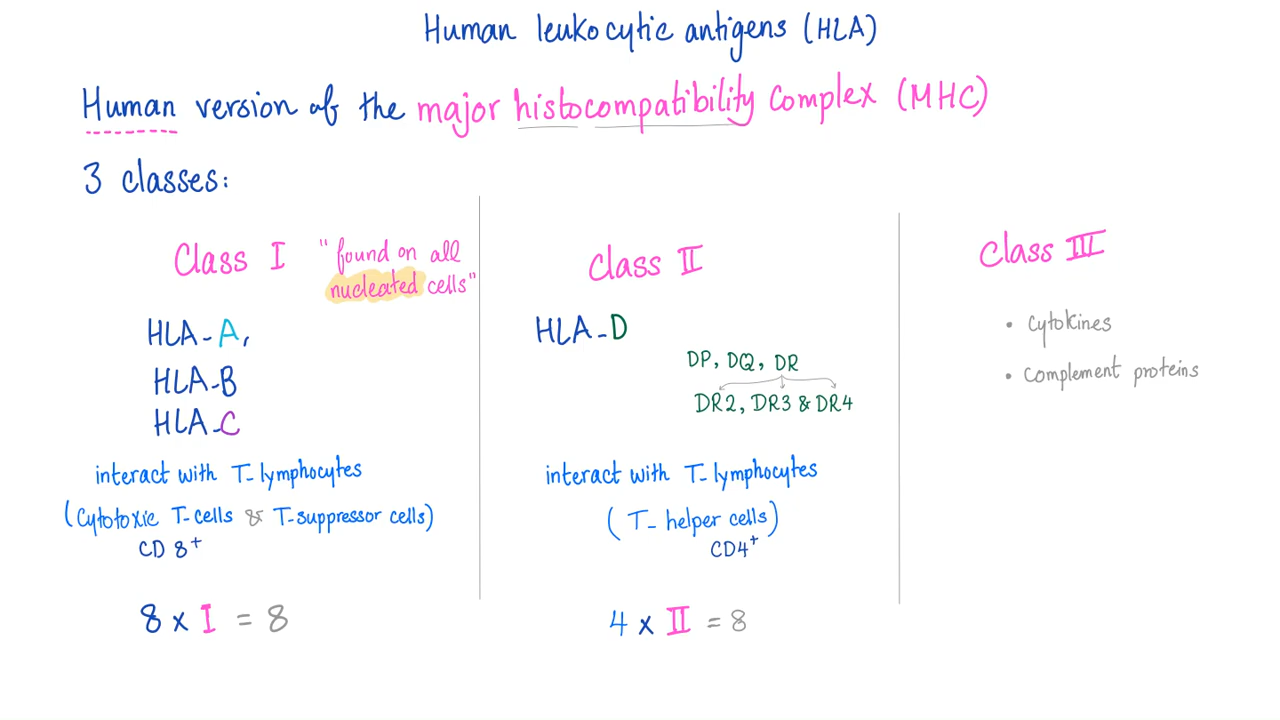 Human leukocytic antigens (HLA)
Human version of the major histocompatibility complex (MHC)
3 classes:
Class I
"found on all
nucleated cells"
HLA-A,
HLA-B
HLA-C
interact with T-lymphocytes
(Cytotoxic T-cells & T-suppressor cells)
CD 8+
8 x I = 8
Class II
HLA-D
DP, DQ, DR
DR2, DR3 & DR4
interact with T-lymphocytes
(T-helper cells)
CD4+
4 x II = 8
Class III
• Cytokines
• Complement proteins